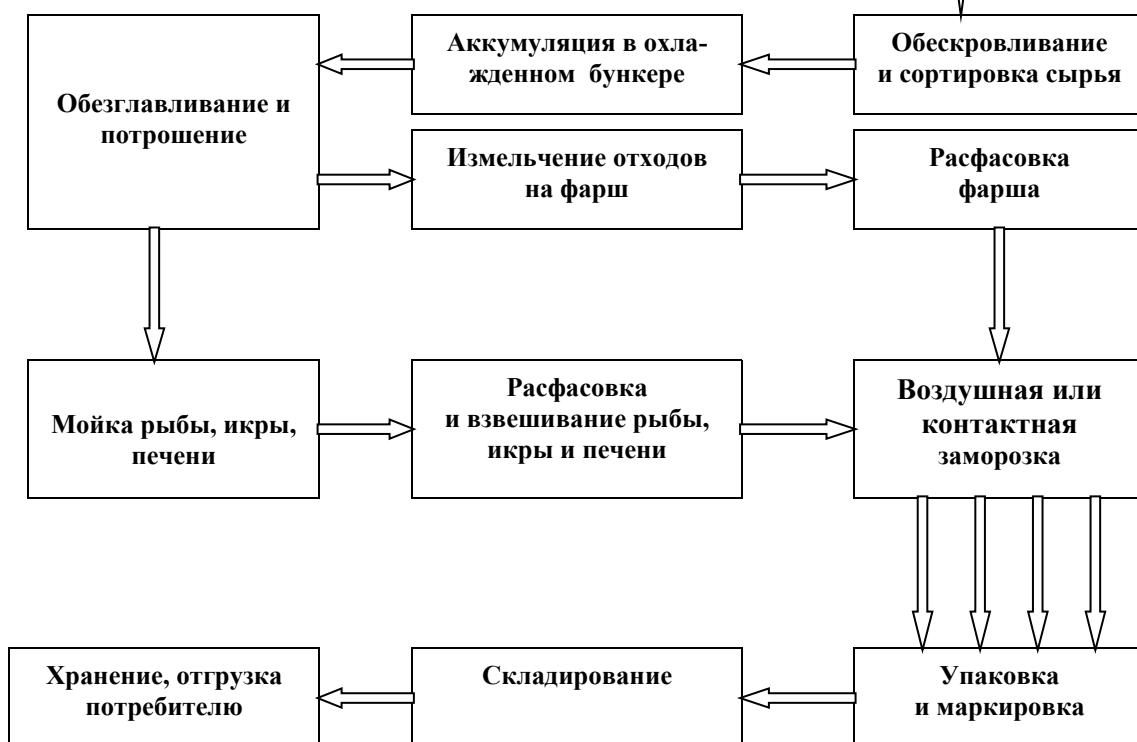 Аккумуляция в охла-
жденном бункере
Обескровливание
и сортировка сырья
Обезглавливание и
потрошение
Измельчение отходов
на фарш
Расфасовка
фарша
Мойка рыбы, икры,
печени
Расфасовка
и взвешивание рыбы,
икры и печени
Воздушная или
контактная
заморозка
Хранение, отгрузка
потребителю
Складирование
Упаковка
и маркировка